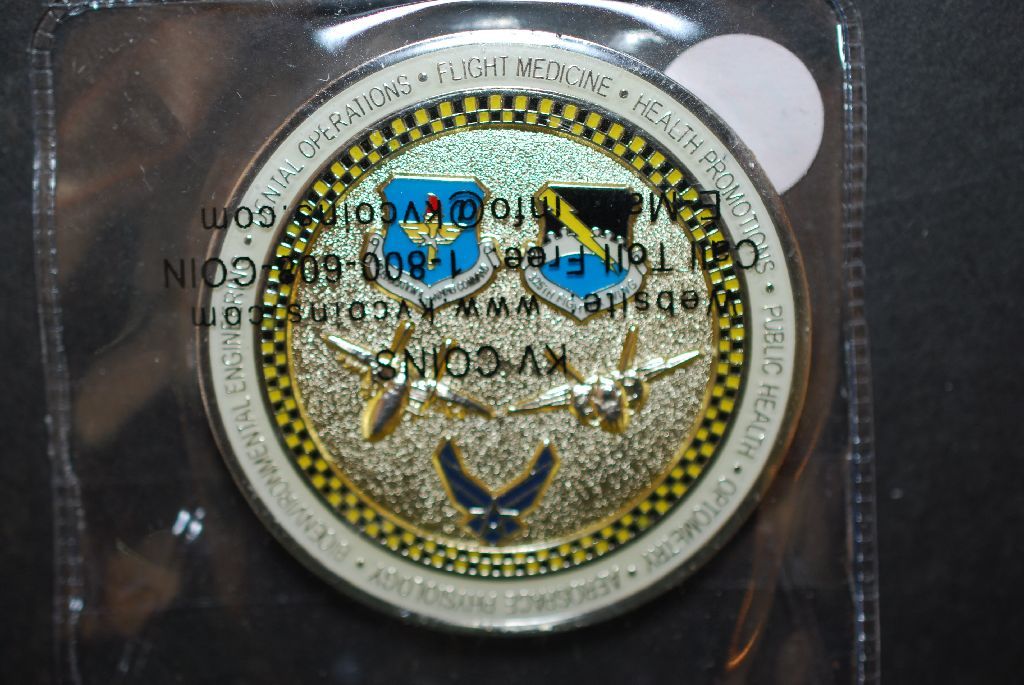 DENTAL OPERATIONS • FLIGHT MEDICINE • HEALTH PROMOTIONS • PUBLIC HEALTH • OPTOMETRY • AEROSPACE PHYSIOLOGY • BIOENVIRONMENTAL ENGINEERING •
KV COINS
Website www.kvcoins.com
Call Toll Free 1-800-608-COIN
info@kvcoins.com